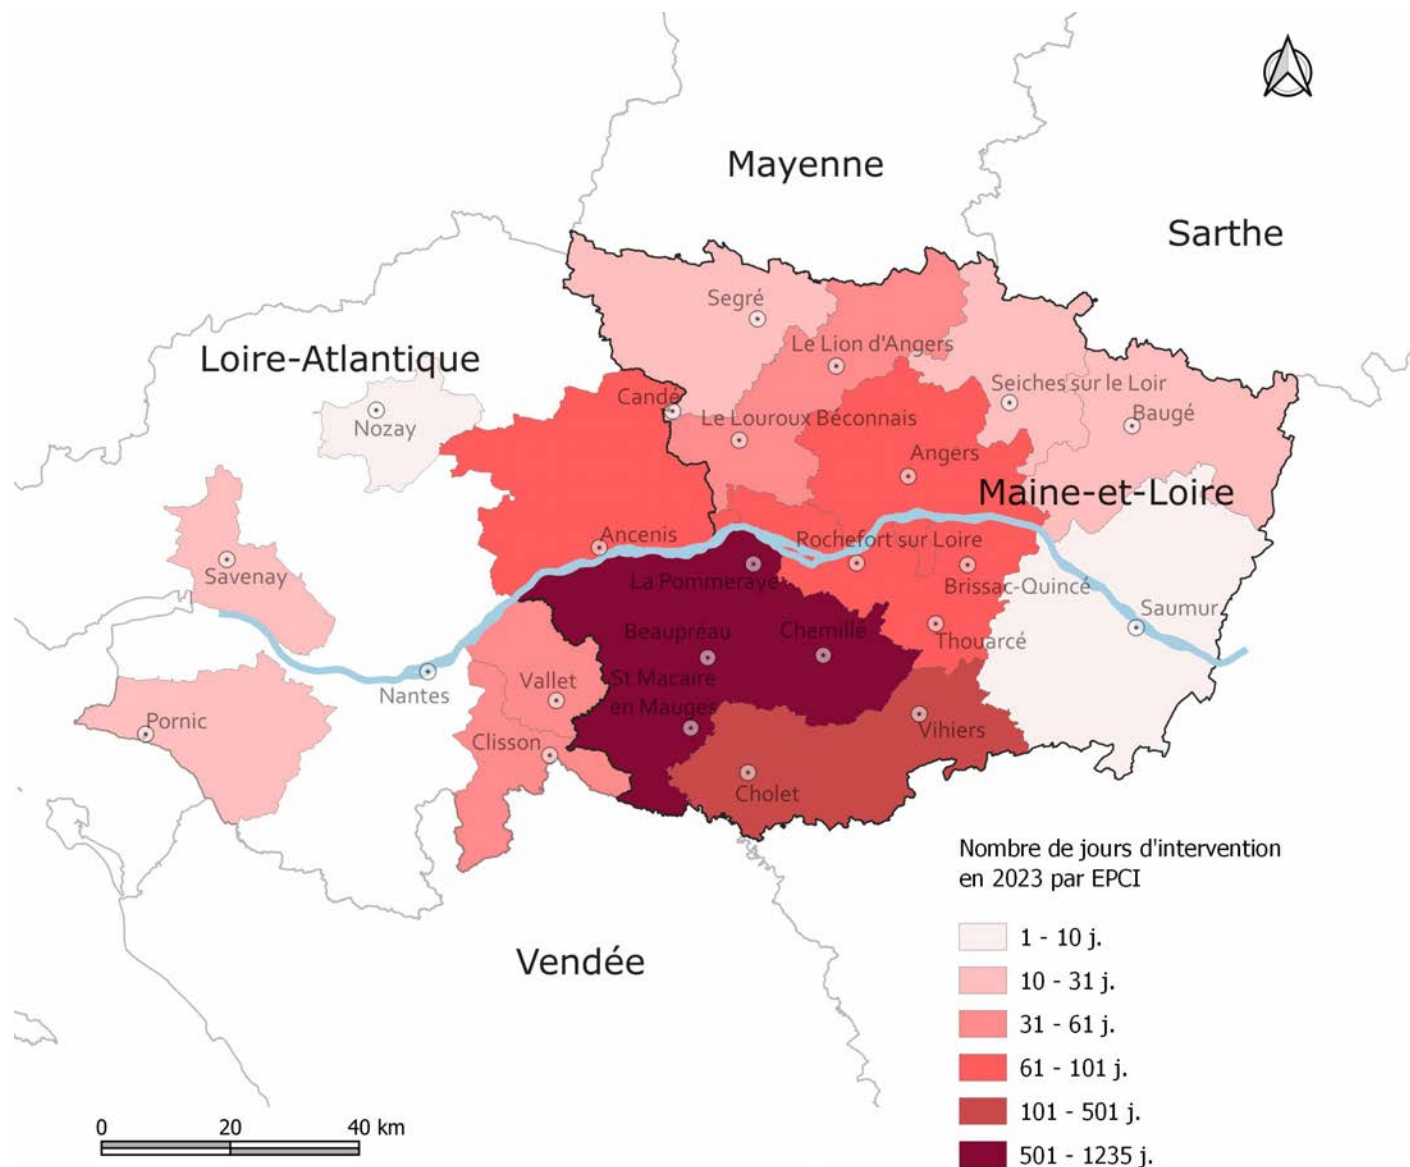 Mayenne
Sarthe
Segré
Loire-Atlantique
Le Lion d'Angers
Seiches sur le Loir
Candé
Baugé
Nozay
Le Louroux Béconnais
Angers
Maine-et-Loire
Ancenis
Rochefort sur Loire
Savenay
La Pommeraye
Brissac-Quincé
Saumur
Beaupréau
Chemillé
Thouarcé
Vallet
St Macaire
en Mauges
Nantes
Pornic
Vihiers
Clisson
Cholet
Nombre de jours d'intervention
en 2023 par EPCI
1 - 10 j.
Vendée
10 - 31 j.
31 - 61 j.
61 - 101 j.
101 - 501 j.
501 - 1235 j.
0 20 40 km